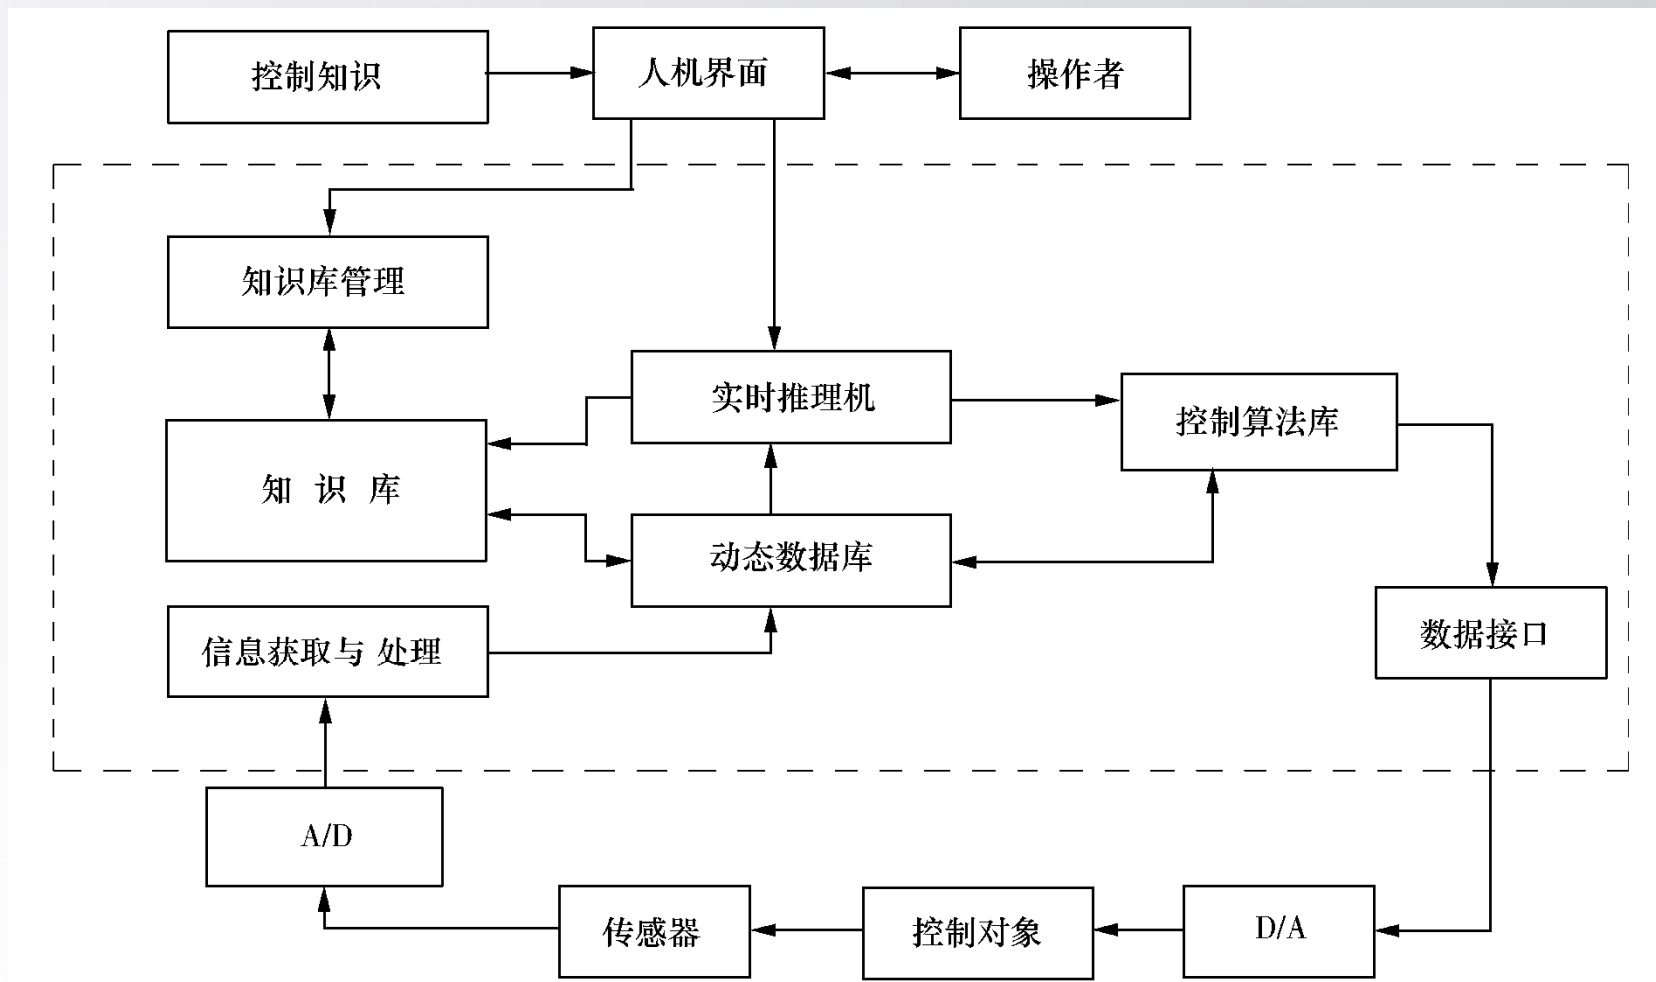 控制知识
人机界面
操作者
知识库管理
实时推理机
控制算法库
知 识 库
动态数据库
信息获取与 处理
数据接口
A/D
传感器
控制对象
D/A